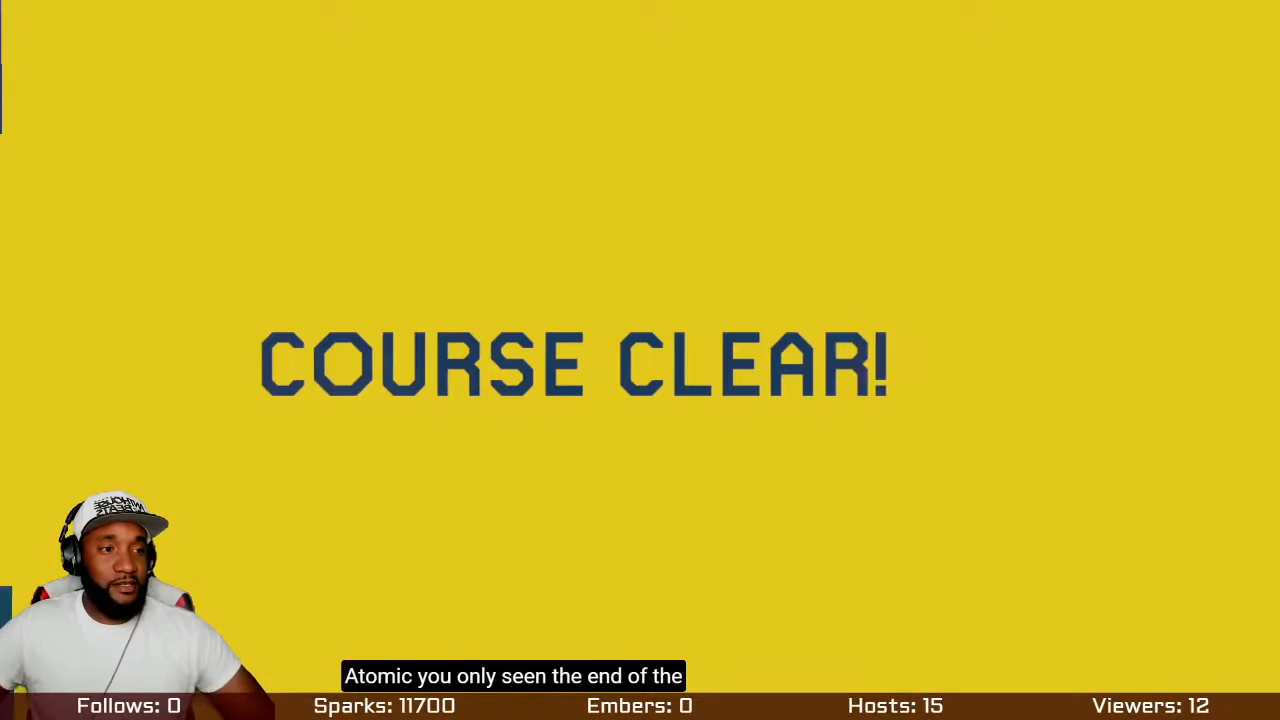 COURSE CLEAR!
Atomic you only seen the end of the
Follows: 0 Sparks: 11700 Embers: 0 Hosts: 15 Viewers: 12